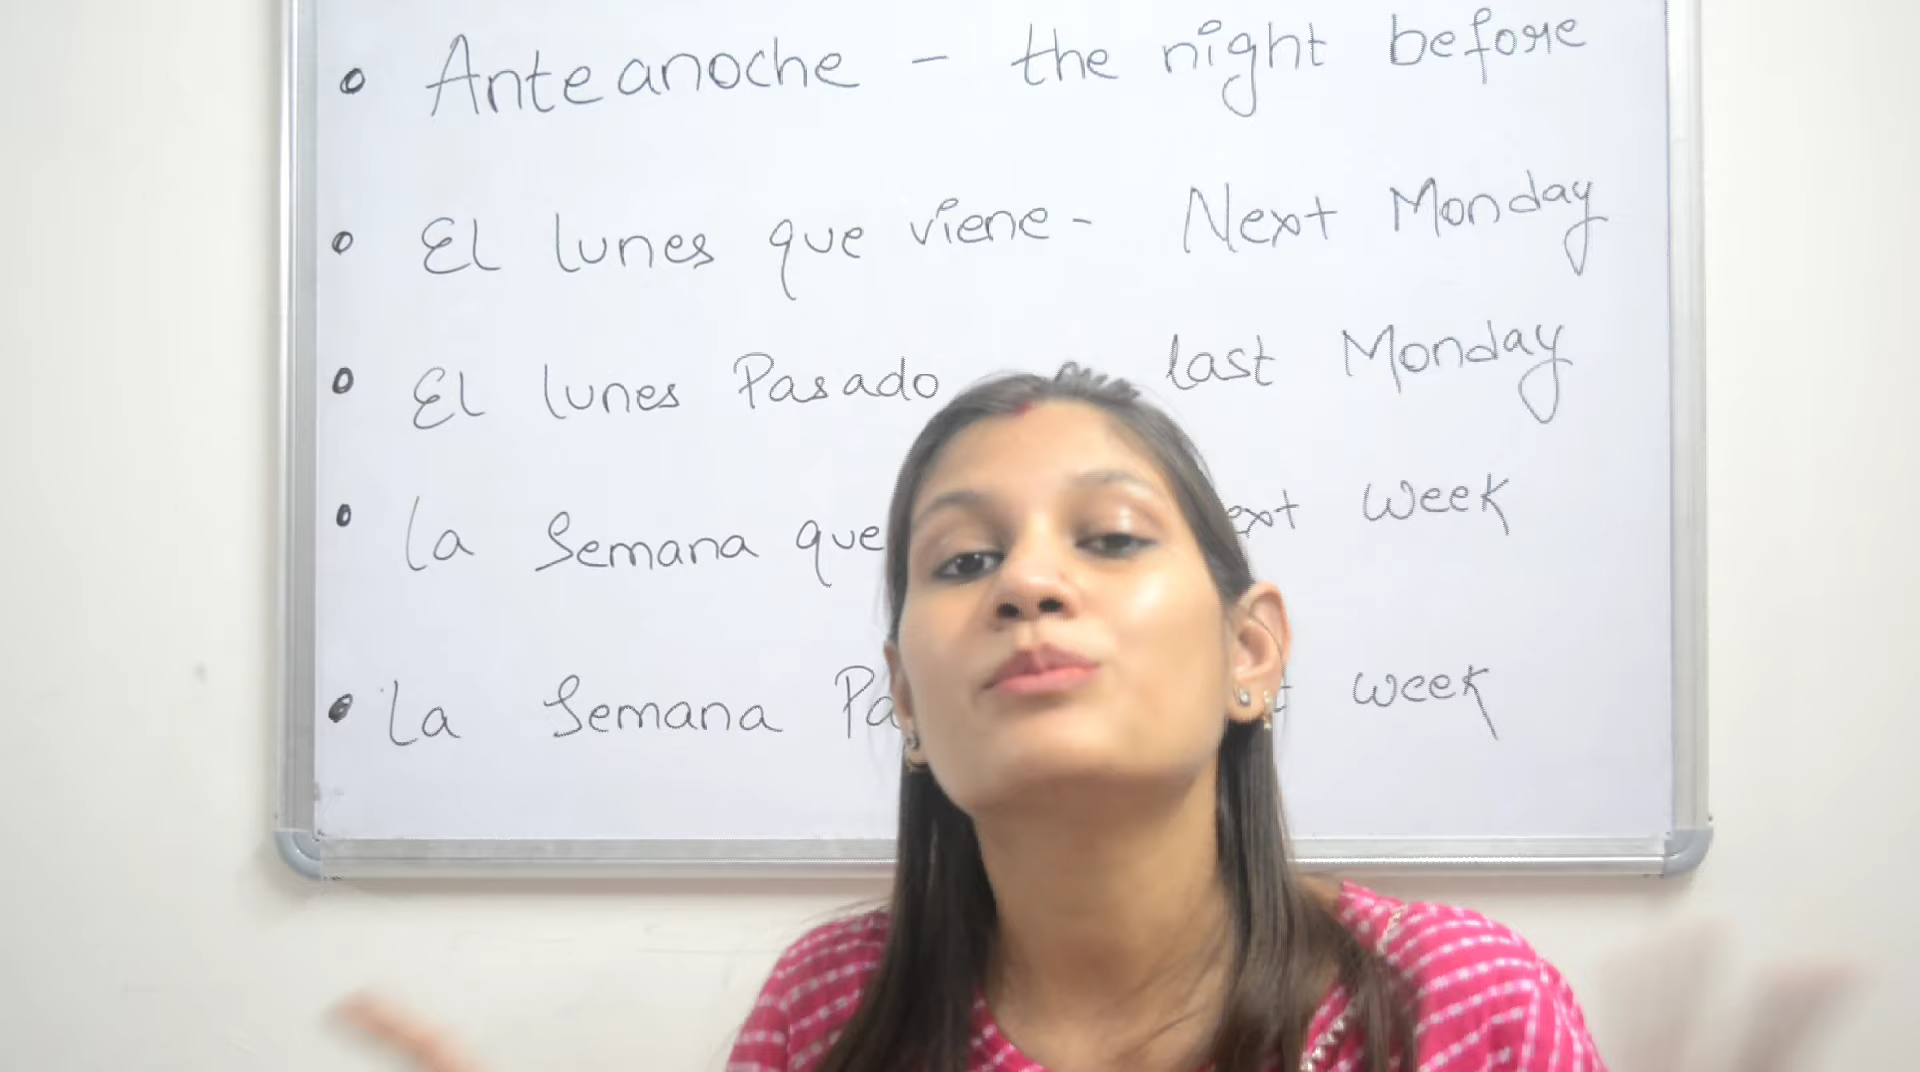 Anteanoche - the night before
El lunes que viene - Next Monday
El lunes Pasado last Monday
La Semana que week
La Semana week